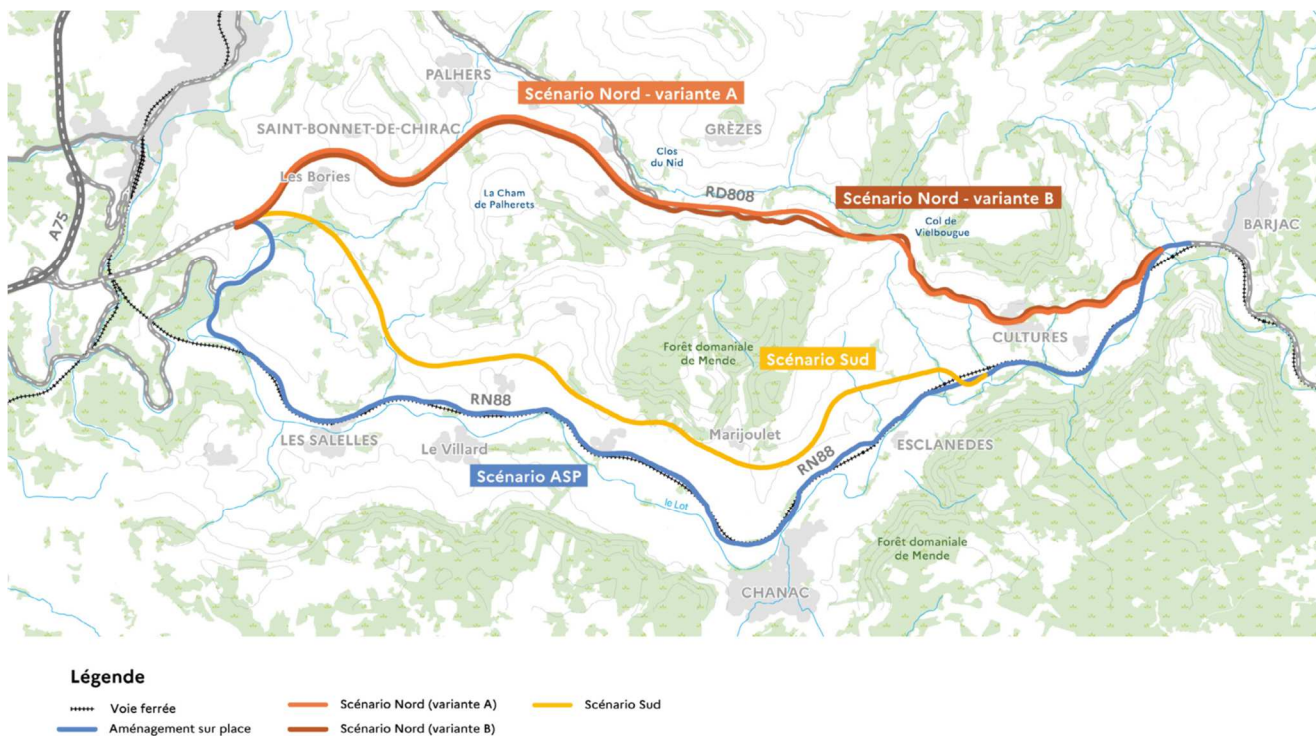 PALHERS
Scénario Nord - variante A
SAINT-BONNET-DE-CHIRAC
GRÈZES
Clos
du Nid
Les Bories
La Cham
de Palherets
RD808
Scénario Nord - variante B
Col de
Vielbougue
BARJAC
A75
CULTURES
Forêt domaniale
de Mende
Scénario Sud
RN88
LES SALELLES
Le Villard
Marijoulet
ESCLANEDES
RN88
Scénario ASP
le Lot
Forêt domaniale
de Mende
CHANAC
Légende
Voie ferrée
Scénario Nord (variante A)
Scénario Sud
Aménagement sur place
Scénario Nord (variante B)